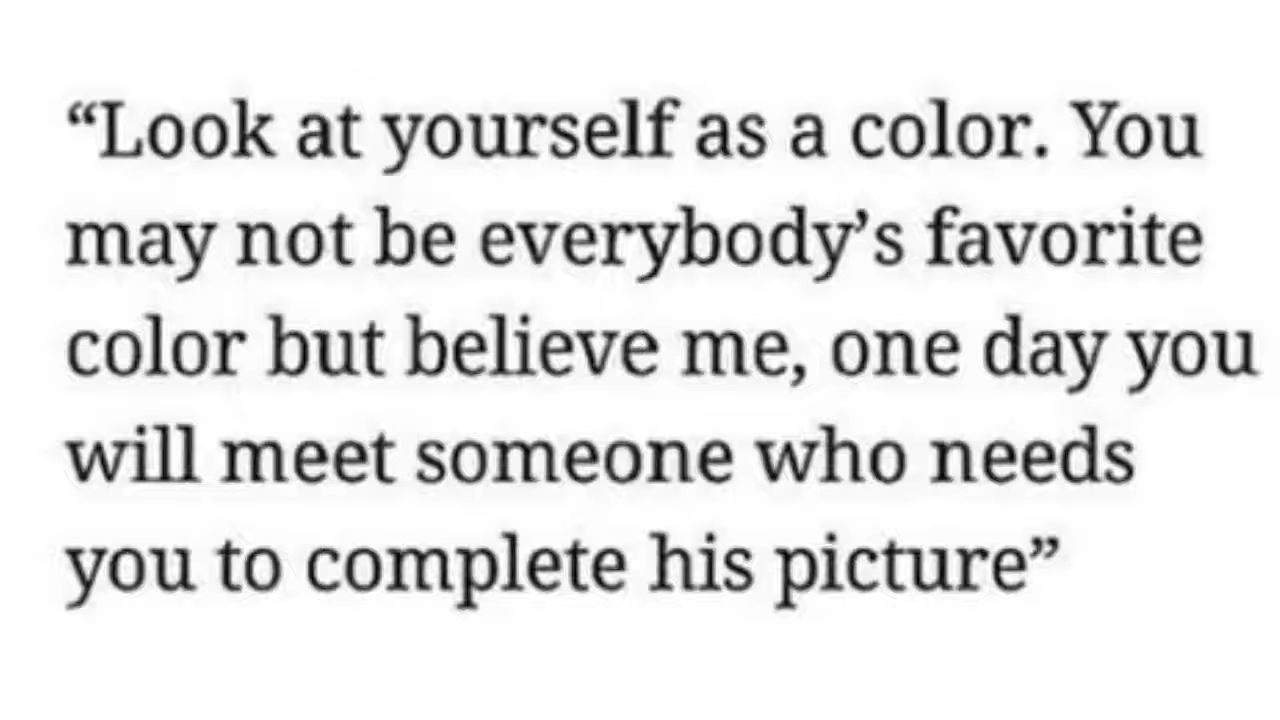 “Look at yourself as a color. You
may not be everybody’s favorite
color but believe me, one day you
will meet someone who needs
you to complete his picture”